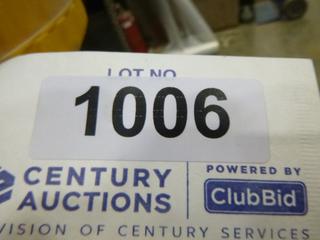 LOT NO
1006
CENTURY
AUCTIONS
POWERED BY
ClubBid
VISION OF CENTURY SERVICES